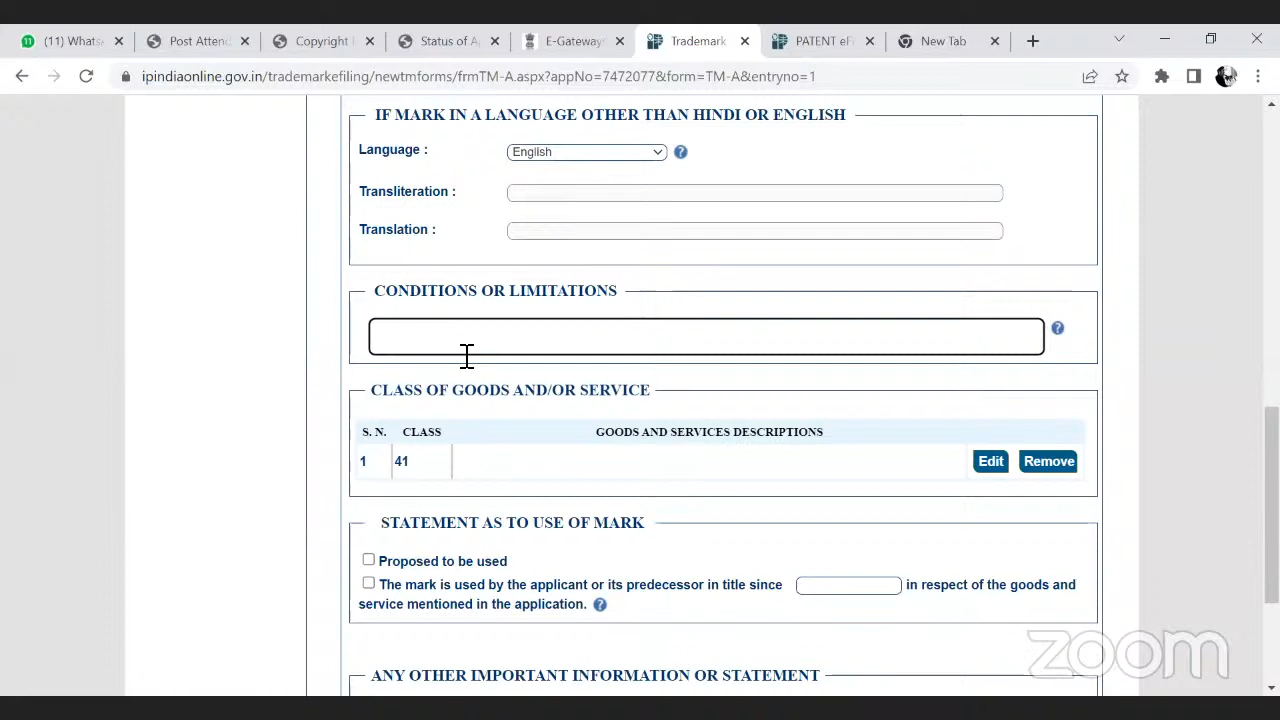 (11) Whats
Post Attend
Copyright
Status of A
E-Gateway
Trademark
PATENT eF
New Tab
ipindiaonline.gov.in/trademarkefiling/newtmforms/frmTM-A.aspx?appNo=7472077&form=TM-A&entryno=1
IF MARK IN A LANGUAGE OTHER THAN HINDI OR ENGLISH
Language :
English
Transliteration :
Translation :
CONDITIONS OR LIMITATIONS
CLASS OF GOODS AND/OR SERVICE
S. N. CLASS GOODS AND SERVICES DESCRIPTIONS
1 41 Edit Remove
STATEMENT AS TO USE OF MARK
Proposed to be used
The mark is used by the applicant or its predecessor in title since in respect of the goods and
service mentioned in the application.
zoom
ANY OTHER IMPORTANT INFORMATION OR STATEMENT